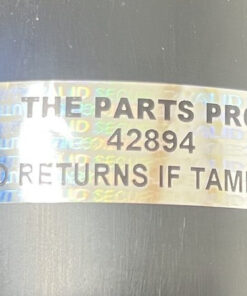 THE PARTS PRO
42894
O RETURNS IF TAM